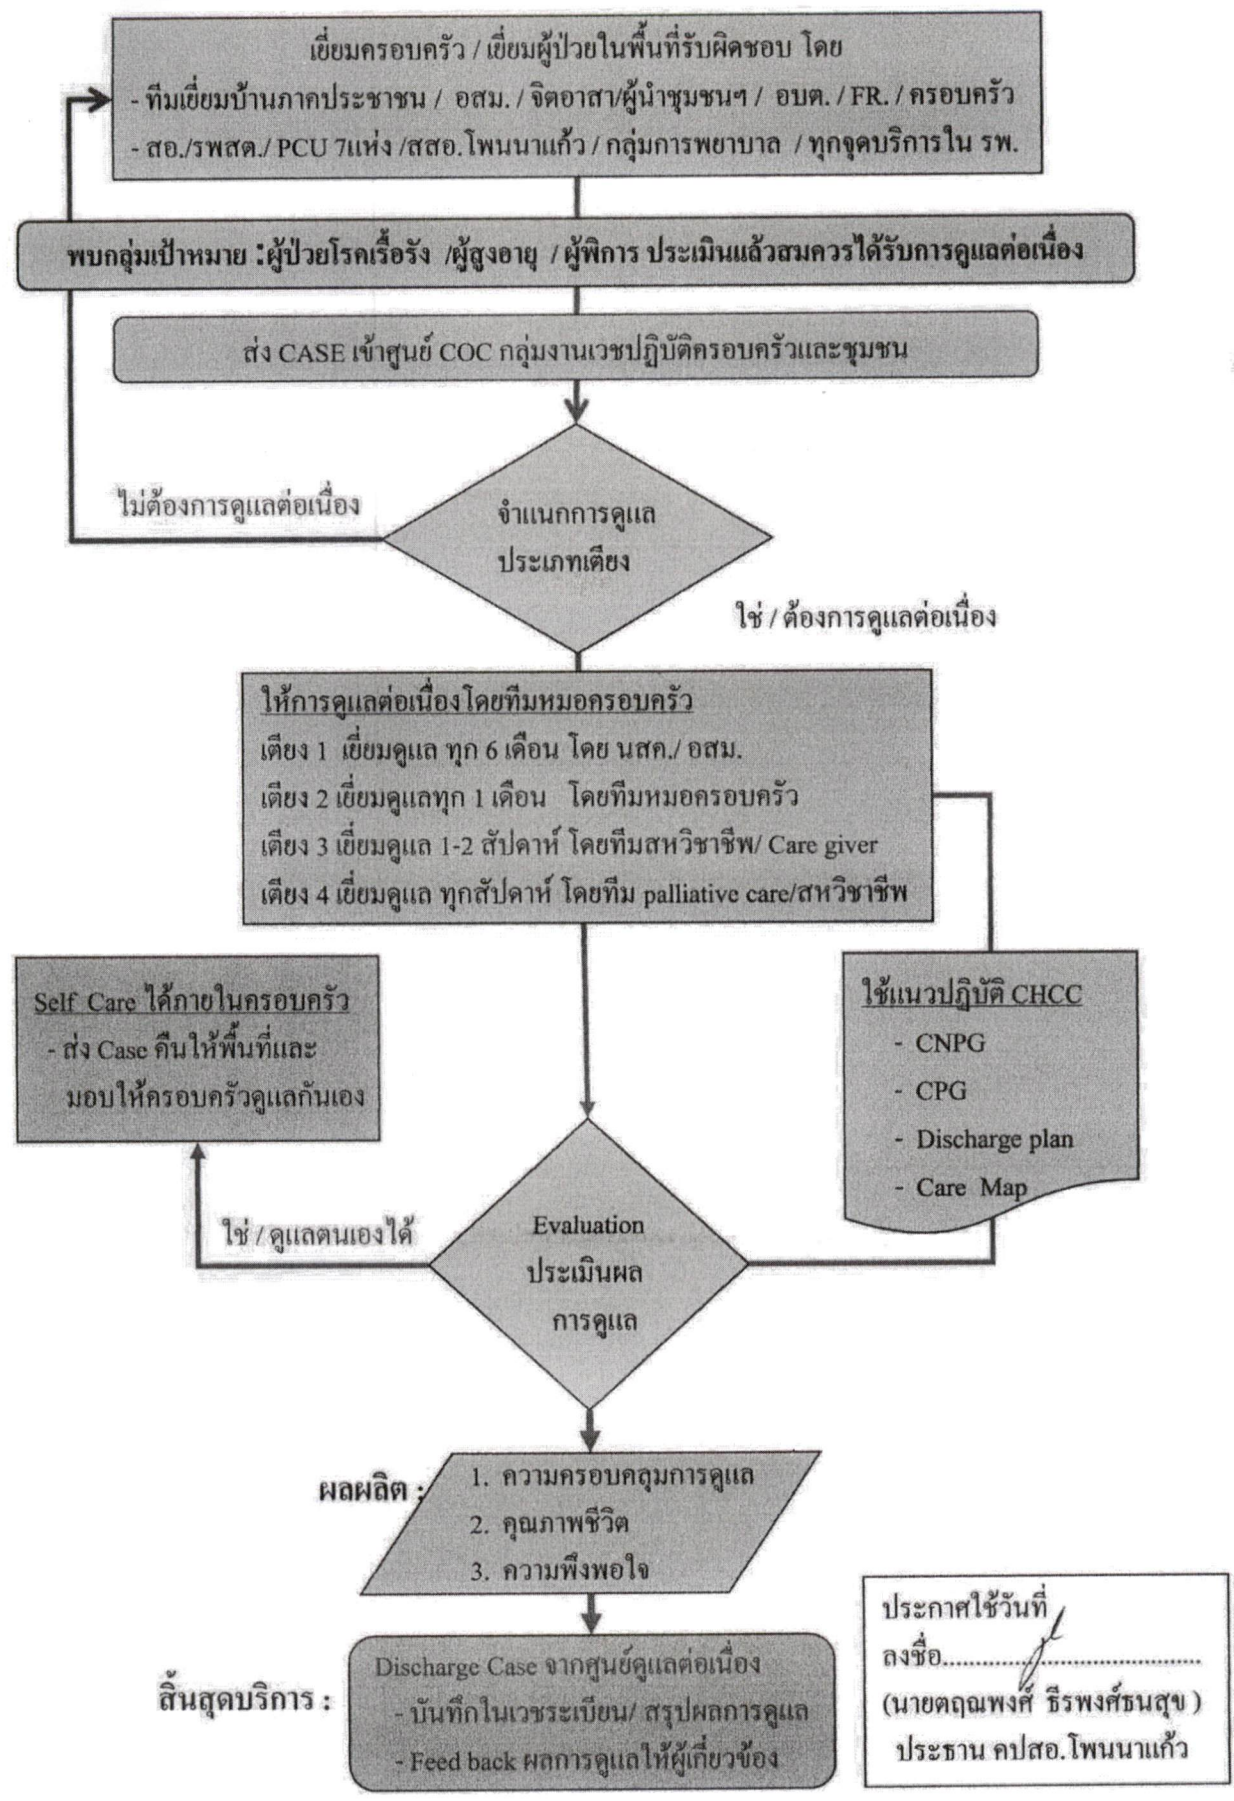 เยี่ยมครอบครัว / เยี่ยมผู้ป่วยในพื้นที่รับผิดชอบ โดย
- ทีมเยี่ยมบ้านภาคประชาชน / อสม. / จิตอาสา/ผู้นำชุมชนฯ / อบต. / FR. / ครอบครัว
- สอ./รพสต./ PCU 7แห่ง /สสอ.โพนนาแก้ว / กลุ่มการพยาบาล / ทุกจุดบริการใน รพ.
พบกลุ่มเป้าหมาย :ผู้ป่วยโรคเรื้อรัง /ผู้สูงอายุ / ผู้พิการ ประเมินแล้วสมควรได้รับการดูแลต่อเนื่อง
ส่ง CASE เข้าศูนย์ COC กลุ่มงานเวชปฏิบัติครอบครัวและชุมชน
ไม่ต้องการดูแลต่อเนื่อง
จำแนกการดูแล
ประเภทเตียง
ใช่ / ต้องการดูแลต่อเนื่อง
ให้การดูแลต่อเนื่องโดยทีมหมอครอบครัว
เตียง 1 เยี่ยมดูแล ทุก 6 เดือน โดย นสค./ อสม.
เตียง 2 เยี่ยมดูแลทุก 1 เดือน โดยทีมหมอครอบครัว
เตียง 3 เยี่ยมดูแล 1-2 สัปดาห์ โดยทีมสหวิชาชีพ/ Care giver
เตียง 4 เยี่ยมดูแล ทุกสัปดาห์ โดยทีม palliative care/สหวิชาชีพ
Self Care ได้ภายในครอบครัว
- ส่ง Case คืนให้พื้นที่และ
มอบให้ครอบครัวดูแลกันเอง
ใช้แนวปฏิบัติ CHCC
- CNPG
- CPG
- Discharge plan
- Care Map
ใช่ / ดูแลตนเองได้
Evaluation
ประเมินผล
การดูแล
ผลผลิต :
1. ความครอบคลุมการดูแล
2. คุณภาพชีวิต
3. ความพึงพอใจ
สิ้นสุดบริการ :
Discharge Case จากศูนย์ดูแลต่อเนื่อง
- บันทึกในเวชระเบียน/ สรุปผลการดูแล
- Feed back ผลการดูแลให้ผู้เกี่ยวข้อง
ประกาศใช้วันที่
ลงชื่อ........................................
(นายตฤณพงศ์ ธีรพงศ์ธนสุข )
ประธาน คปสอ.โพนนาแก้ว